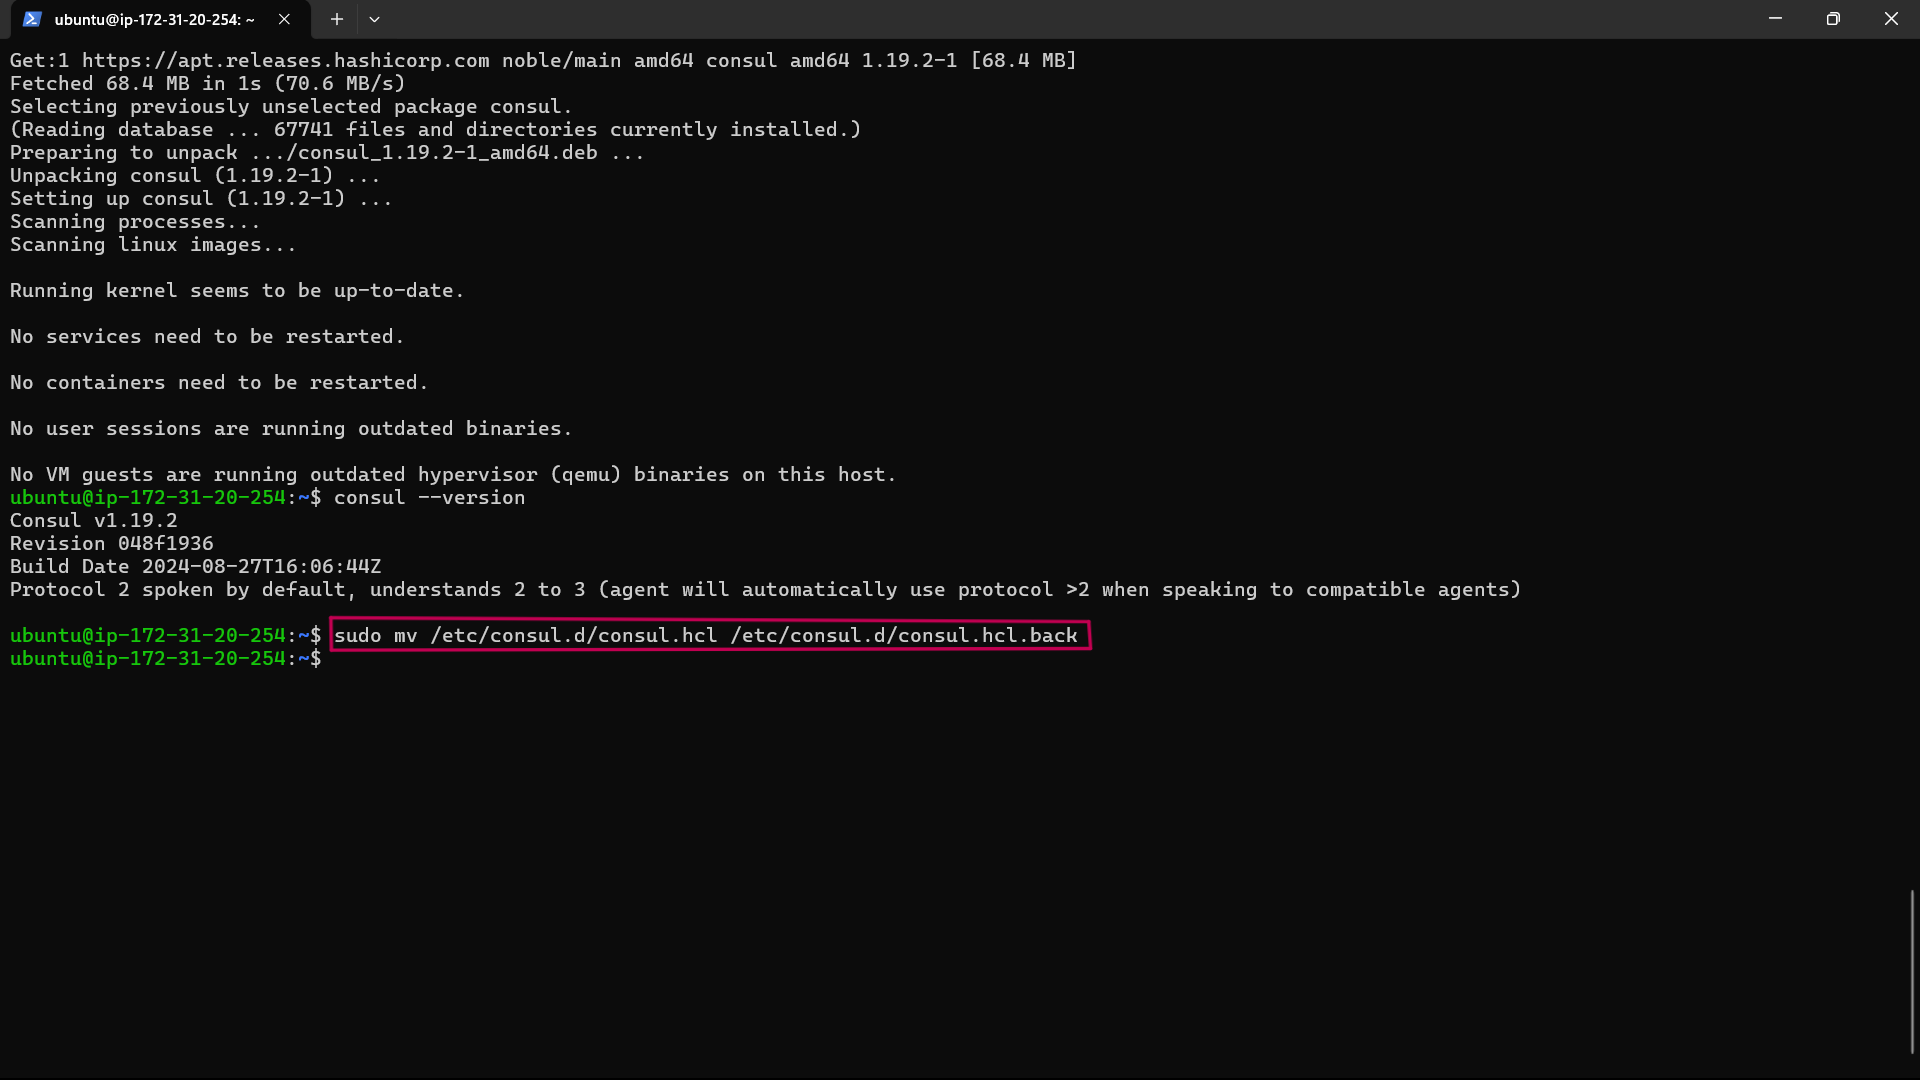 ubuntu@ip-172-31-20-254: ~
Get:1 https://apt.releases.hashicorp.com noble/main amd64 consul amd64 1.19.2-1 [68.4 MB]
Fetched 68.4 MB in 1s (70.6 MB/s)
Selecting previously unselected package consul.
(Reading database ... 67741 files and directories currently installed.)
Preparing to unpack .../consul_1.19.2-1_amd64.deb ...
Unpacking consul (1.19.2-1) ...
Setting up consul (1.19.2-1) ...
Scanning processes...
Scanning linux images...
Running kernel seems to be up-to-date.
No services need to be restarted.
No containers need to be restarted.
No user sessions are running outdated binaries.
No VM guests are running outdated hypervisor (qemu) binaries on this host.
ubuntu@ip-172-31-20-254:~$ consul --version
Consul v1.19.2
Revision 048f1936
Build Date 2024-08-27T16:06:44Z
Protocol 2 spoken by default, understands 2 to 3 (agent will automatically use protocol >2 when speaking to compatible agents)
ubuntu@ip-172-31-20-254:~$ sudo mv /etc/consul.d/consul.hcl /etc/consul.d/consul.hcl.back
ubuntu@ip-172-31-20-254:~$